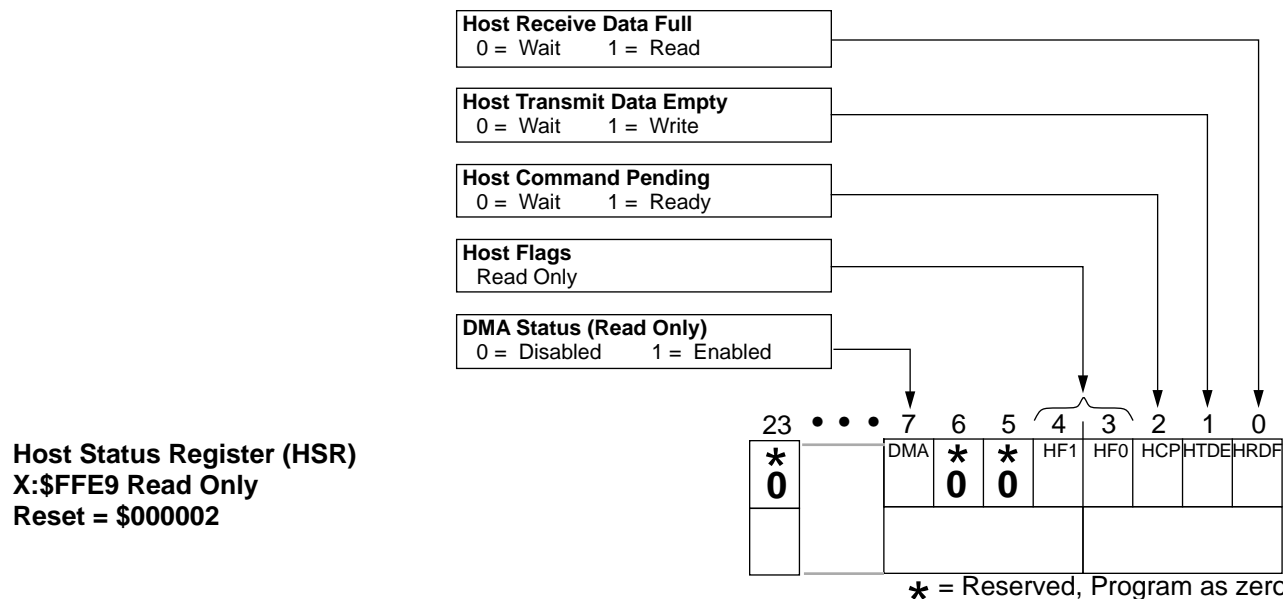 Host Receive Data Full
0 = Wait 1 = Read
Host Transmit Data Empty
0 = Wait 1 = Write
Host Command Pending
0 = Wait 1 = Ready
Host Flags
Read Only
DMA Status (Read Only)
0 = Disabled 1 = Enabled
23 • • • 7 6 5 4 3 2 1 0
* DMA * * HF1 HF0 HCP HTDE HRDF
0 0 0
Host Status Register (HSR)
X:$FFE9 Read Only
Reset = $000002
* = Reserved, Program as zero